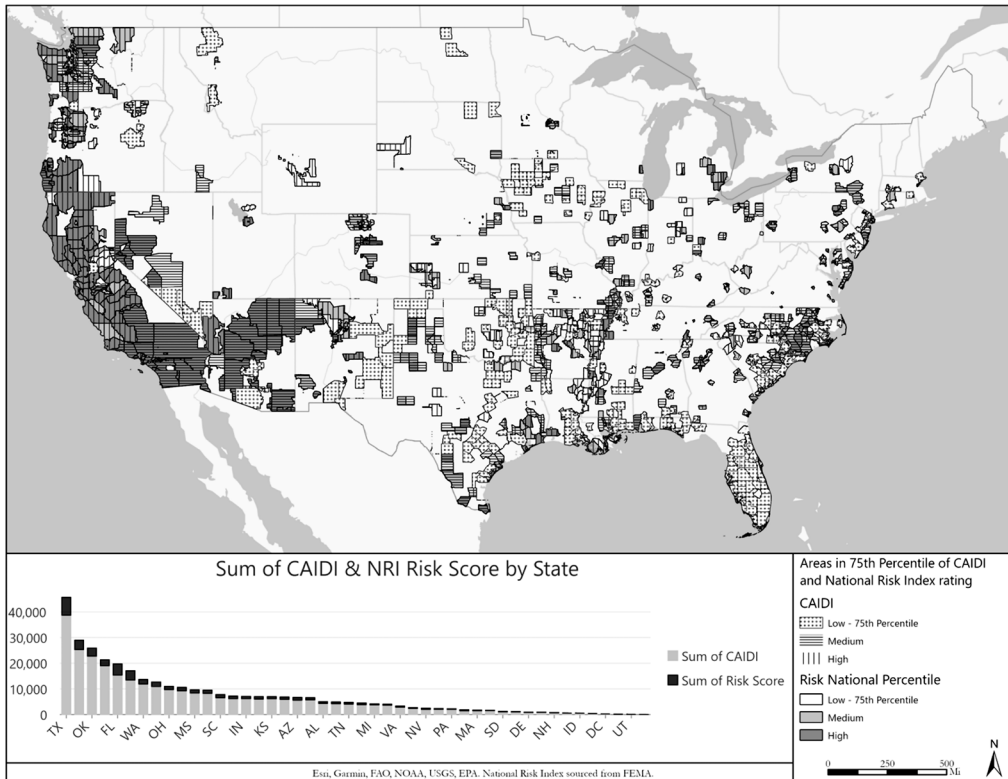 Sum of CAIDI & NRI Risk Score by State
40,000
30,000
20,000
10,000
0
TX OK FL WA OH MS SC IN KS AZ AL TN MI VA NV PA MA SD DE NH ID DC UT
Sum of CAIDI
Sum of Risk Score
Esri, Garmin, FAO, NOAA, USGS, EPA. National Risk Index sourced from FEMA.
Areas in 75th Percentile of CAIDI
and National Risk Index rating
CAIDI
Low - 75th Percentile
Medium
High
Risk National Percentile
Low - 75th Percentile
Medium
High
N
0 250 500
Mi